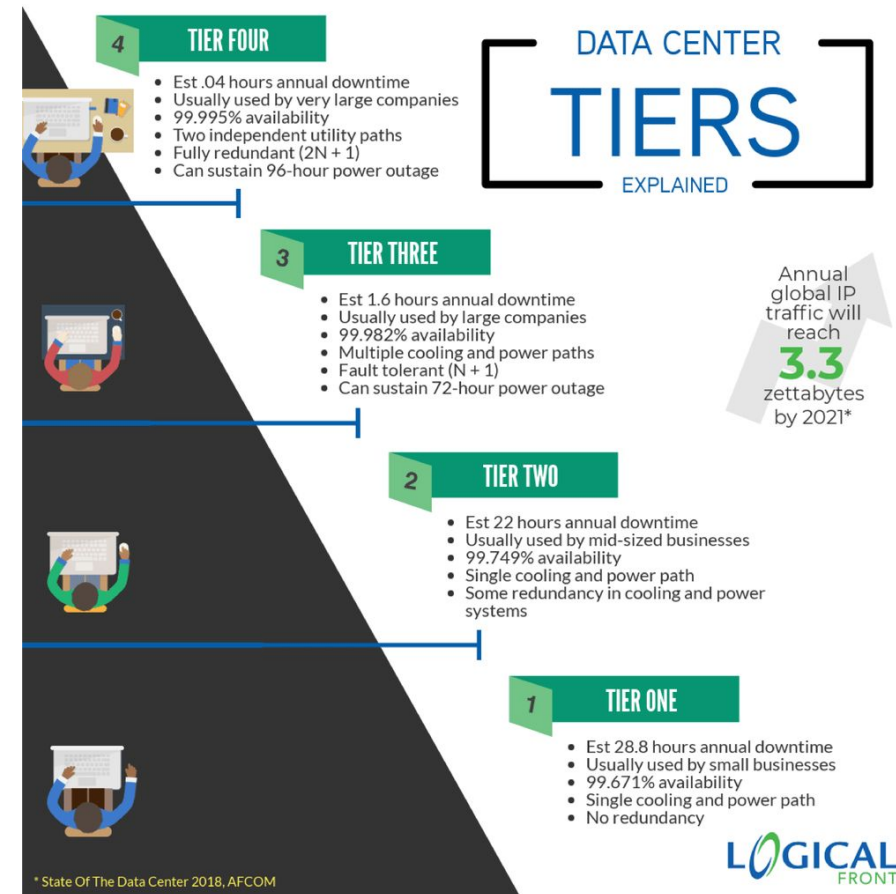 DATA CENTER
TIERS
EXPLAINED
4
TIER FOUR
• Est .04 hours annual downtime
• Usually used by very large companies
• 99.995% availability
• Two independent utility paths
• Fully redundant (2N + 1)
• Can sustain 96-hour power outage
3
TIER THREE
• Est 1.6 hours annual downtime
• Usually used by large companies
• 99.982% availability
• Multiple cooling and power paths
• Fault tolerant (N + 1)
• Can sustain 72-hour power outage
Annual
global IP
traffic will
reach
3.3
zettabytes
by 2021*
2
TIER TWO
• Est 22 hours annual downtime
• Usually used by mid-sized businesses
• 99.749% availability
• Single cooling and power path
• Some redundancy in cooling and power
systems
1
TIER ONE
• Est 28.8 hours annual downtime
• Usually used by small businesses
• 99.671% availability
• Single cooling and power path
• No redundancy
* State Of The Data Center 2018, AFCOM
LOGICAL
FRONT